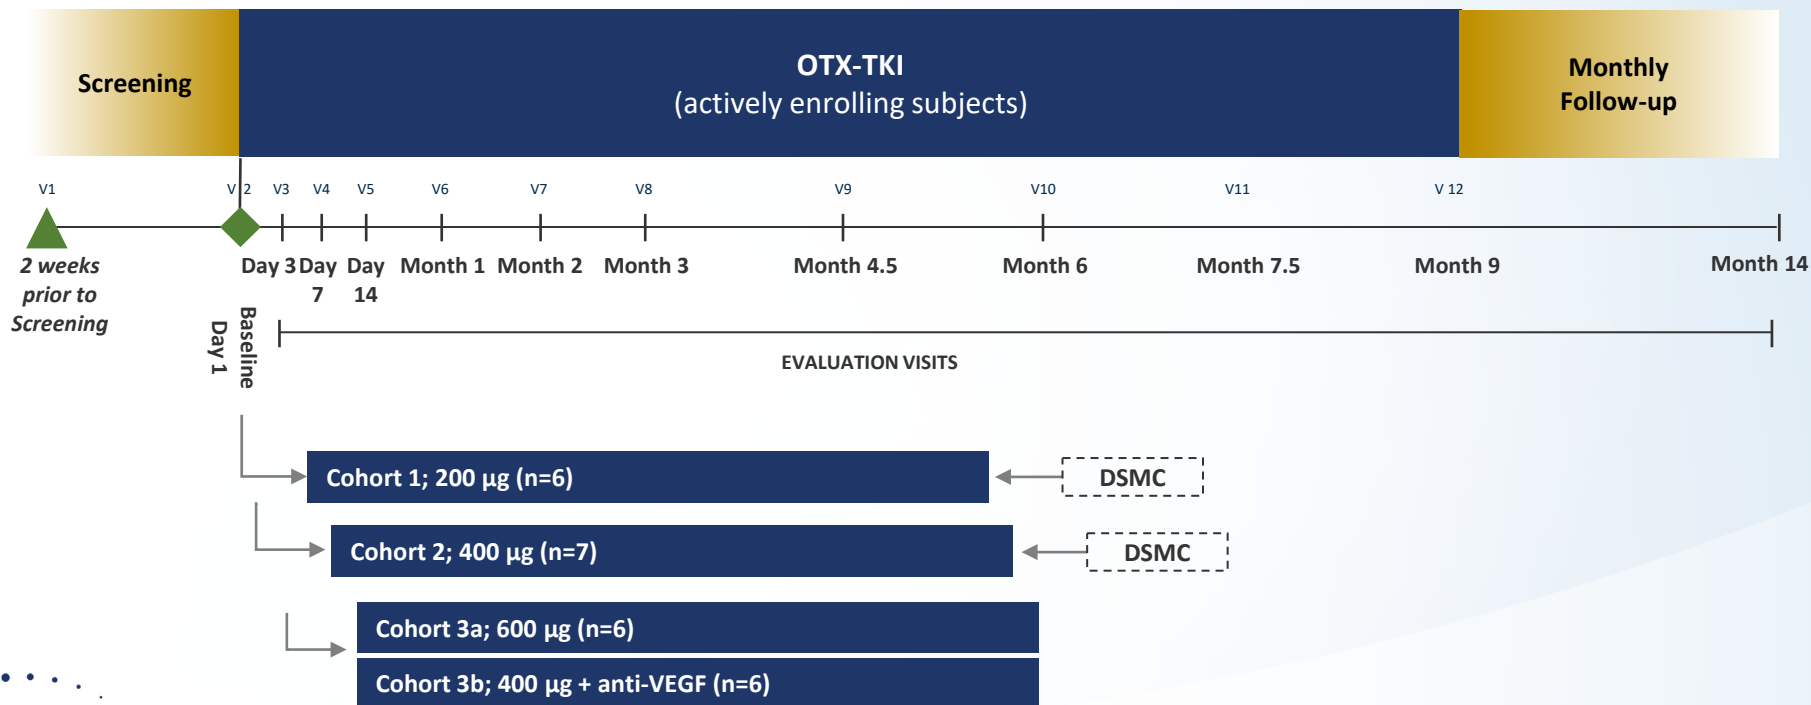 Screening
OTX-TKI
(actively enrolling subjects)
Monthly
Follow-up
V1
V 2
V3
V4
V5
V6
V7
V8
V9
V10
V11
V 12
2 weeks
prior to
Screening
Day 3
Day
7
Day
14
Month 1
Month 2
Month 3
Month 4.5
Month 6
Month 7.5
Month 9
Month 14
Baseline
Day 1
EVALUATION VISITS
Cohort 1; 200 µg (n=6)
DSMC
Cohort 2; 400 µg (n=7)
DSMC
Cohort 3a; 600 µg (n=6)
Cohort 3b; 400 µg + anti-VEGF (n=6)